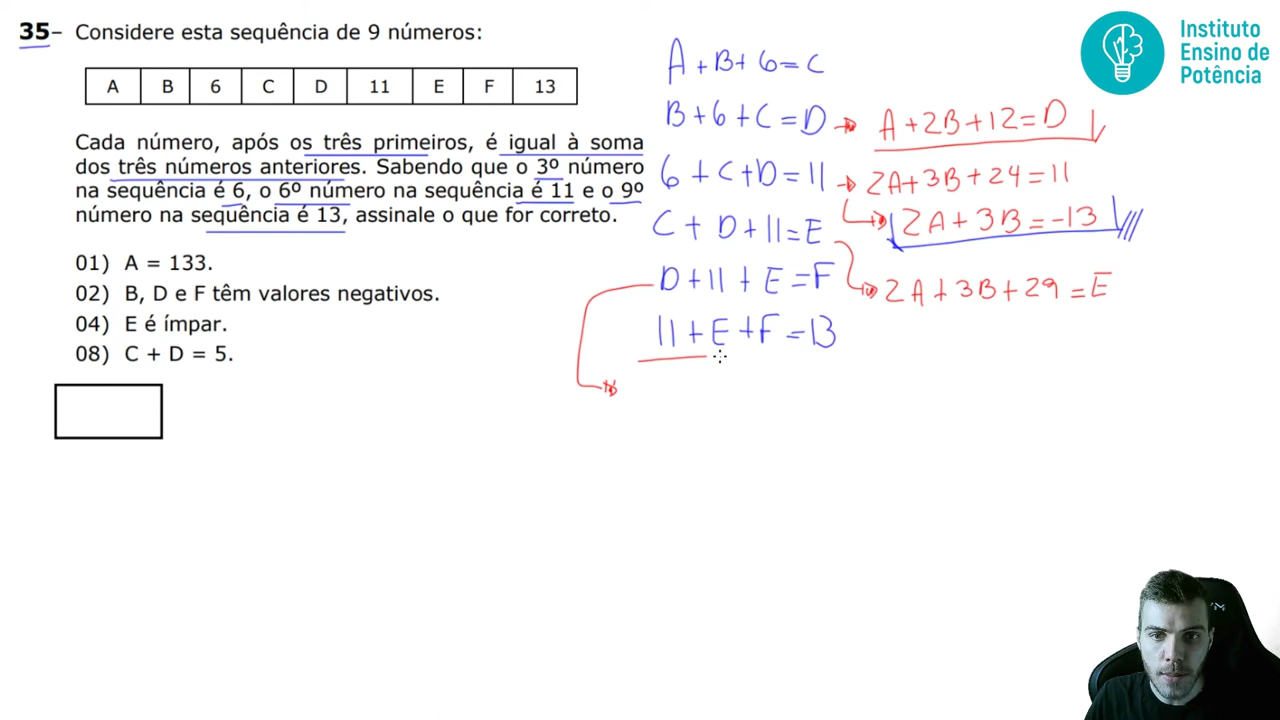 35– Considere esta sequência de 9 números:
A B 6 C D 11 E F 13
Cada número, após os três primeiros, é igual à soma
dos três números anteriores. Sabendo que o 3º número
na sequência é 6, o 6º número na sequência é 11 e o 9º
número na sequência é 13, assinale o que for correto.
01) A = 133.
02) B, D e F têm valores negativos.
04) E é ímpar.
08) C + D = 5.
A + B + 6 = C
B + 6 + C = D
A + 2B + 12 = D
6 + C + D = 11
2A + 3B + 24 = 11
2A + 3B = -13
C + D + 11 = E
2A + 3B + 29 = E
D + 11 + E = F
11 + E + F = 13
Instituto
Ensino de
Potência